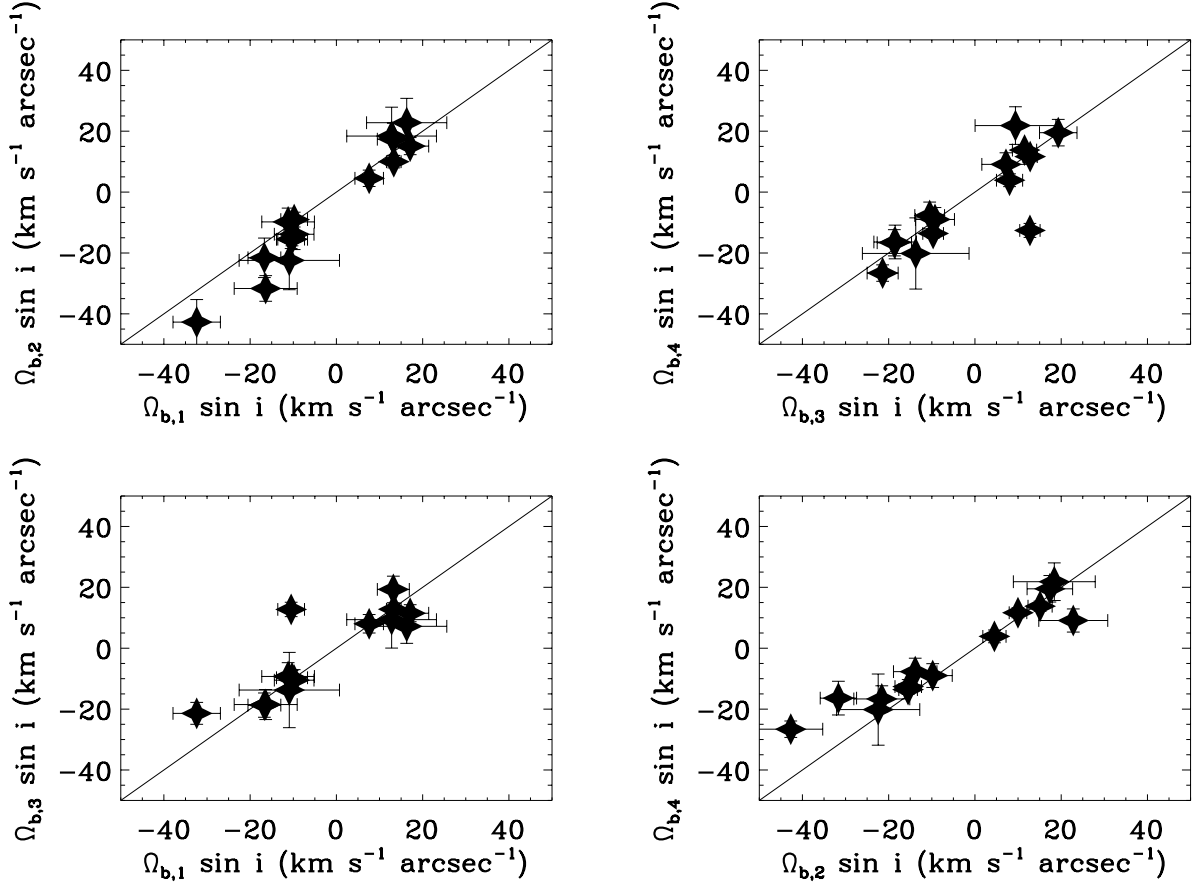 Ω_b,2 sin i (km s⁻¹ arcsec⁻¹)
40
20
0
−20
−40
−40 −20 0 20 40
Ω_b,1 sin i (km s⁻¹ arcsec⁻¹)
Ω_b,4 sin i (km s⁻¹ arcsec⁻¹)
40
20
0
−20
−40
−40 −20 0 20 40
Ω_b,3 sin i (km s⁻¹ arcsec⁻¹)
Ω_b,3 sin i (km s⁻¹ arcsec⁻¹)
40
20
0
−20
−40
−40 −20 0 20 40
Ω_b,1 sin i (km s⁻¹ arcsec⁻¹)
Ω_b,4 sin i (km s⁻¹ arcsec⁻¹)
40
20
0
−20
−40
−40 −20 0 20 40
Ω_b,2 sin i (km s⁻¹ arcsec⁻¹)